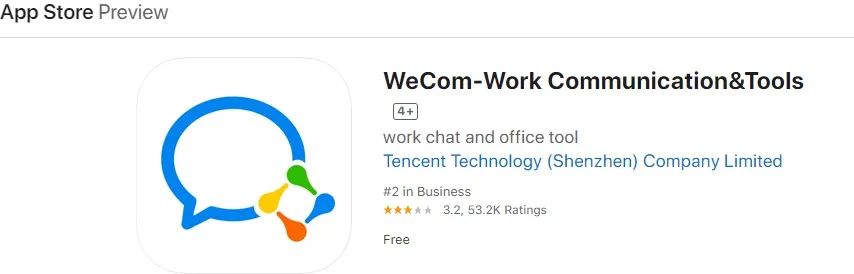 App Store Preview
WeCom-Work Communication&Tools
4+
work chat and office tool
Tencent Technology (Shenzhen) Company Limited
#2 in Business
3.2, 53.2K Ratings
Free